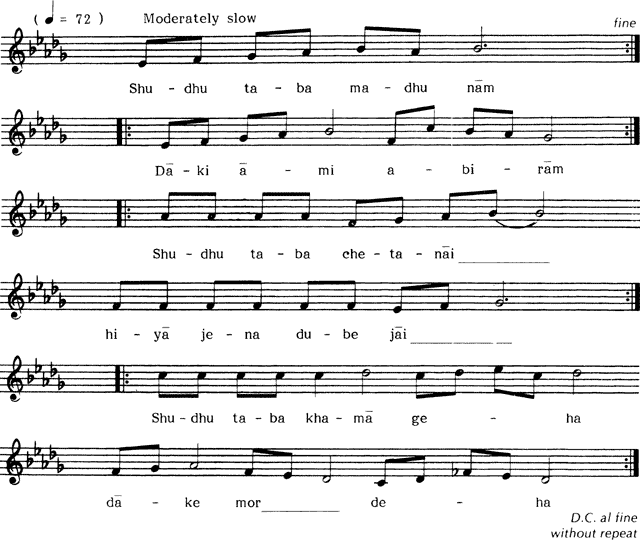 ( ♩ = 72 ) Moderately slow
fine
Shu - dhu ta - ba ma - dhu nām
Dā - ki ā - mi a - bi - rām
Shu - dhu ta - ba che - ta - nāi
hi - yā je - na du - be jāi
Shu - dhu ta - ba kha - mā ge - ha
dā - ke mor de - ha
D.C. al fine
without repeat